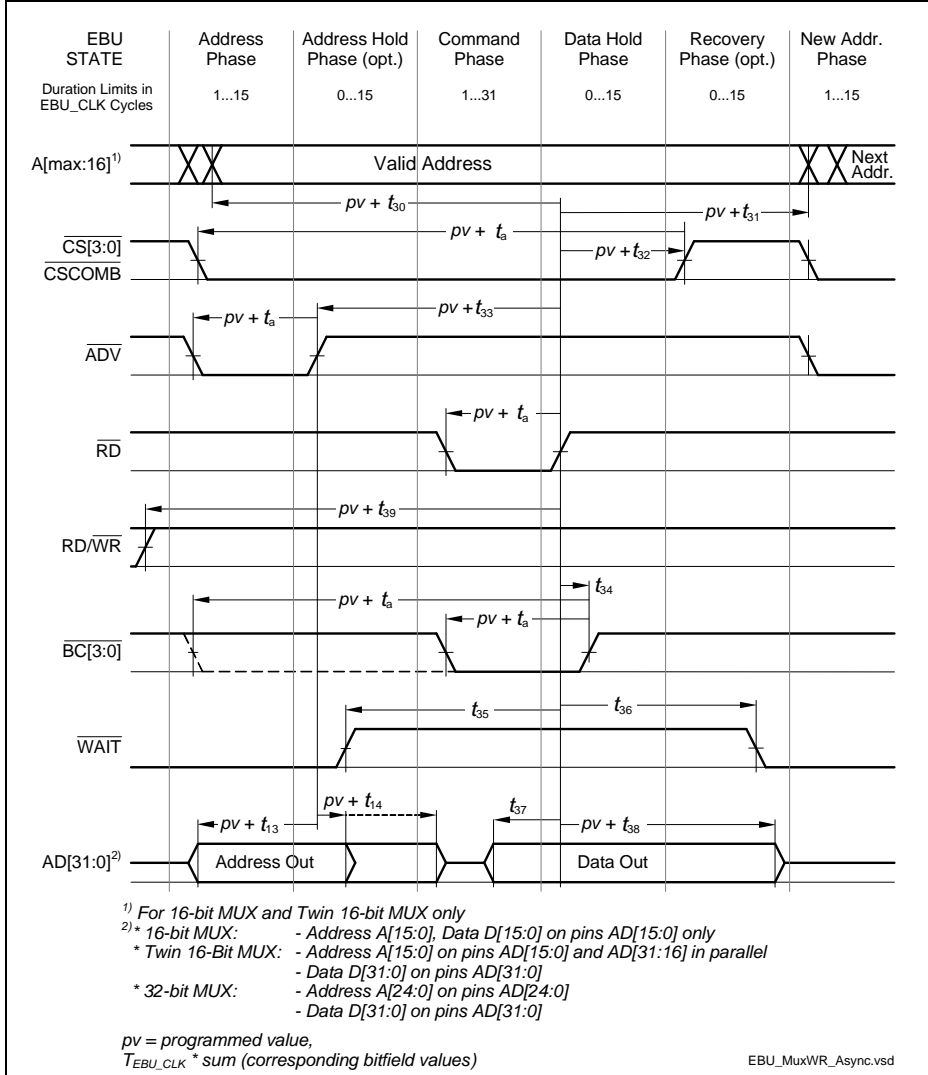 EBU STATE
Address Phase
Address Hold Phase (opt.)
Command Phase
Data Hold Phase
Recovery Phase (opt.)
New Addr. Phase
Duration Limits in EBU_CLK Cycles
1...15
0...15
1...31
0...15
0...15
1...15
A[max:16]1)
Valid Address
Next Addr.
pv + t30
pv + t31
CS[3:0]
CSCOMB
pv + ta
pv + t32
pv + ta
pv + t33
ADV
pv + ta
RD
pv + t39
RD/WR
t34
pv + ta
pv + ta
BC[3:0]
t35
t36
WAIT
pv + t13
pv + t14
t37
pv + t38
AD[31:0]2)
Address Out
Data Out
1) For 16-bit MUX and Twin 16-bit MUX only
2) * 16-bit MUX: - Address A[15:0], Data D[15:0] on pins AD[15:0] only
* Twin 16-Bit MUX: - Address A[15:0] on pins AD[15:0] and AD[31:16] in parallel
- Data D[31:0] on pins AD[31:0]
* 32-bit MUX: - Address A[24:0] on pins AD[24:0]
- Data D[31:0] on pins AD[31:0]
pv = programmed value,
TEBU_CLK * sum (corresponding bitfield values)
EBU_MuxWR_Async.vsd